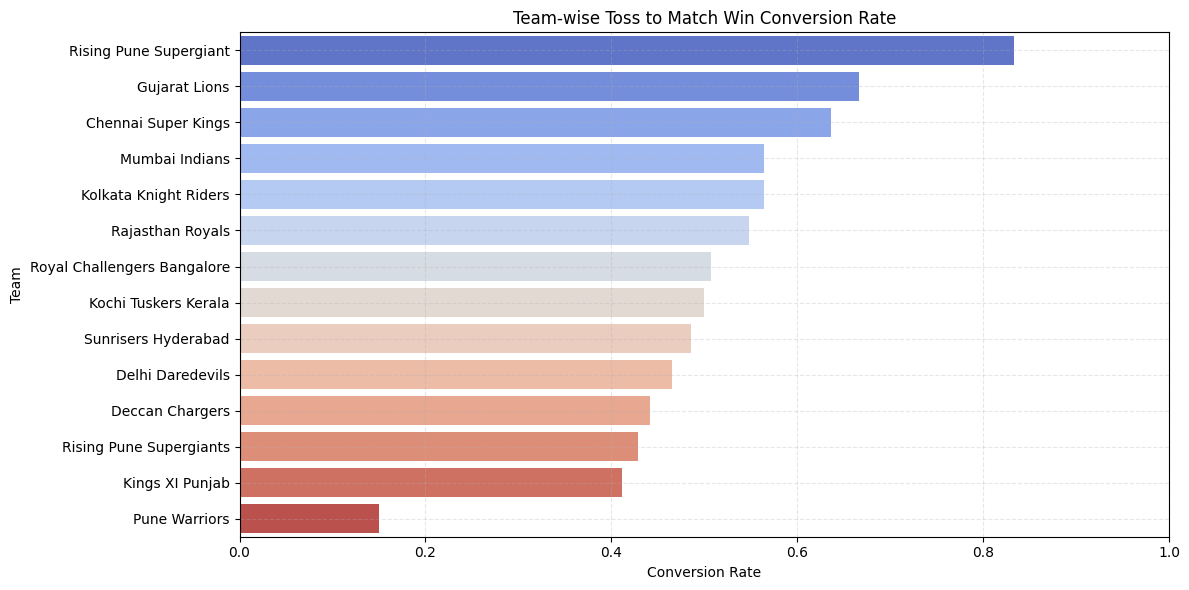 Team-wise Toss to Match Win Conversion Rate
Rising Pune Supergiant
Gujarat Lions
Chennai Super Kings
Mumbai Indians
Kolkata Knight Riders
Rajasthan Royals
Royal Challengers Bangalore
Kochi Tuskers Kerala
Sunrisers Hyderabad
Delhi Daredevils
Deccan Chargers
Rising Pune Supergiants
Kings XI Punjab
Pune Warriors
Team
0.0 0.2 0.4 0.6 0.8 1.0
Conversion Rate